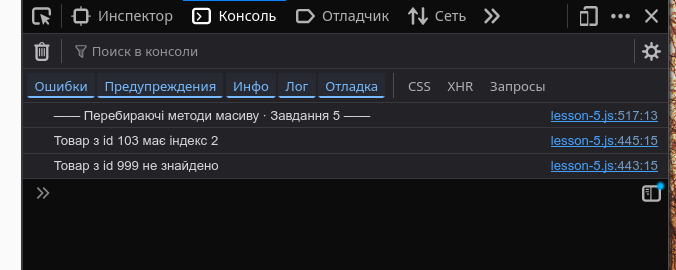 Инспектор Консоль Отладчик Сеть
Поиск в консоли
Ошибки Предупреждения Инфо Лог Отладка CSS XHR Запросы
—— Перебираючі методи масиву · Завдання 5 —— lesson-5.js:517:13
Товар з id 103 має індекс 2 lesson-5.js:445:15
Товар з id 999 не знайдено lesson-5.js:443:15